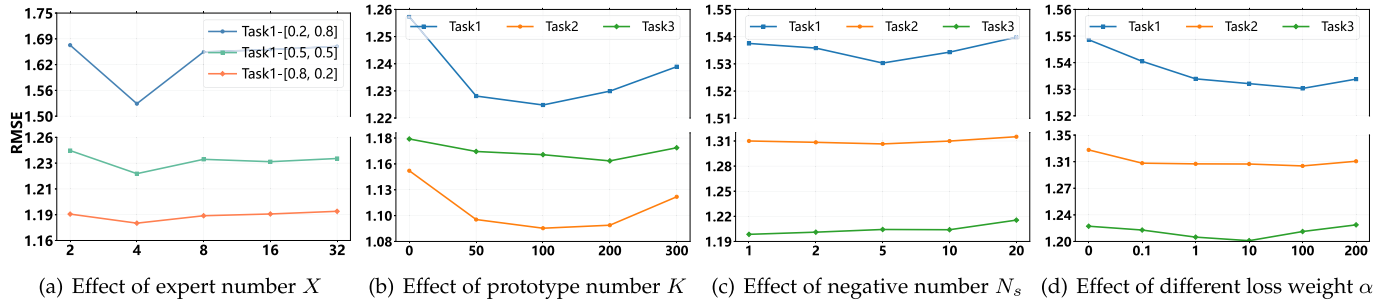 RMSE
1.75
1.69
1.62
1.56
1.50
1.26
1.23
1.21
1.19
1.16
Task1-[0.2, 0.8]
Task1-[0.5, 0.5]
Task1-[0.8, 0.2]
2 4 8 16 32
(a) Effect of expert number X
1.26
1.25
1.24
1.23
1.22
1.18
1.16
1.13
1.10
1.08
Task1 Task2 Task3
0 50 100 200 300
(b) Effect of prototype number K
1.55
1.54
1.53
1.51
1.50
1.31
1.28
1.25
1.22
1.19
Task1 Task2 Task3
1 2 5 10 20
(c) Effect of negative number Ns
1.56
1.55
1.54
1.53
1.52
1.35
1.31
1.27
1.24
1.20
Task1 Task2 Task3
0 0.1 1 10 100 200
(d) Effect of different loss weight α